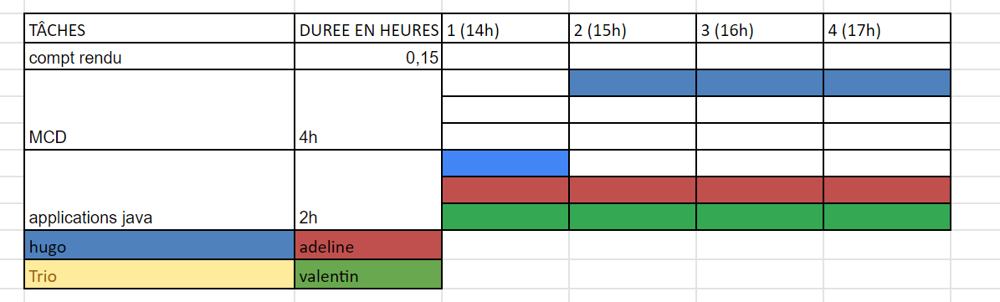 TÂCHES DUREE EN HEURES 1 (14h) 2 (15h) 3 (16h) 4 (17h)
compt rendu 0,15
MCD 4h
applications java 2h
hugo adeline
Trio valentin